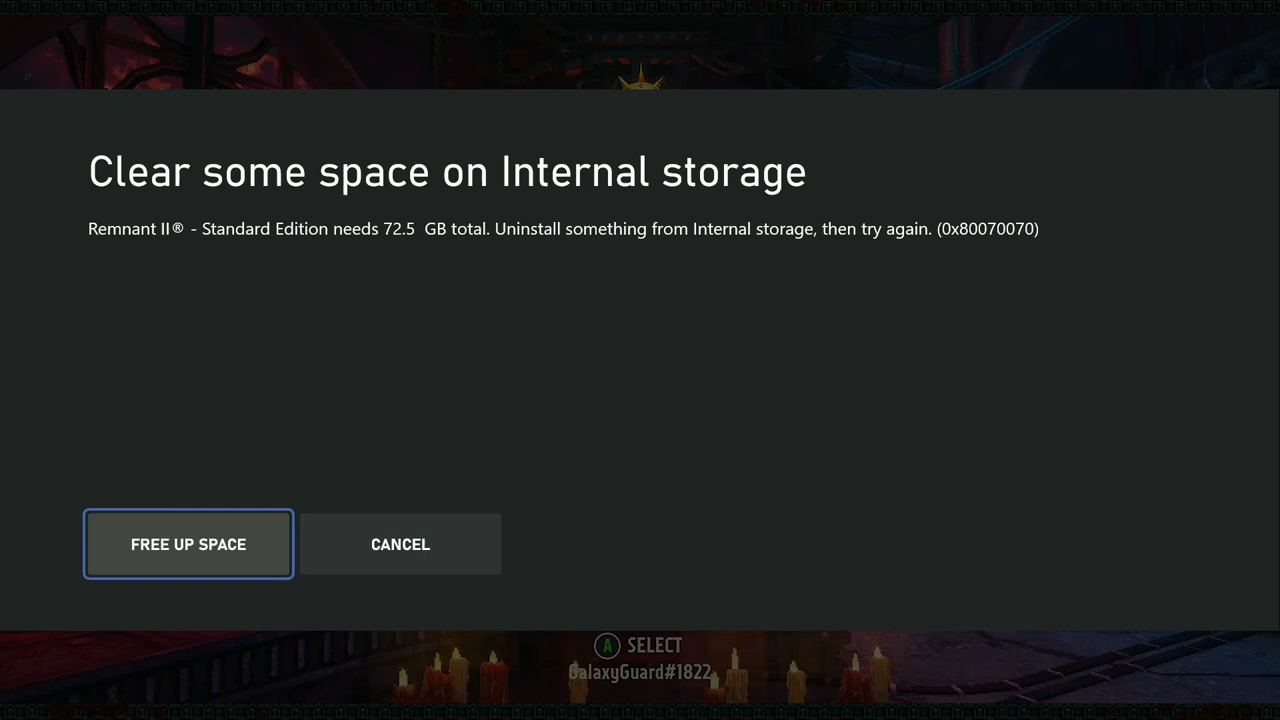 Clear some space on Internal storage
Remnant II® - Standard Edition needs 72.5  GB total. Uninstall something from Internal storage, then try again. (0x80070070)
FREE UP SPACE
CANCEL
A SELECT
GalaxyGuard#1822